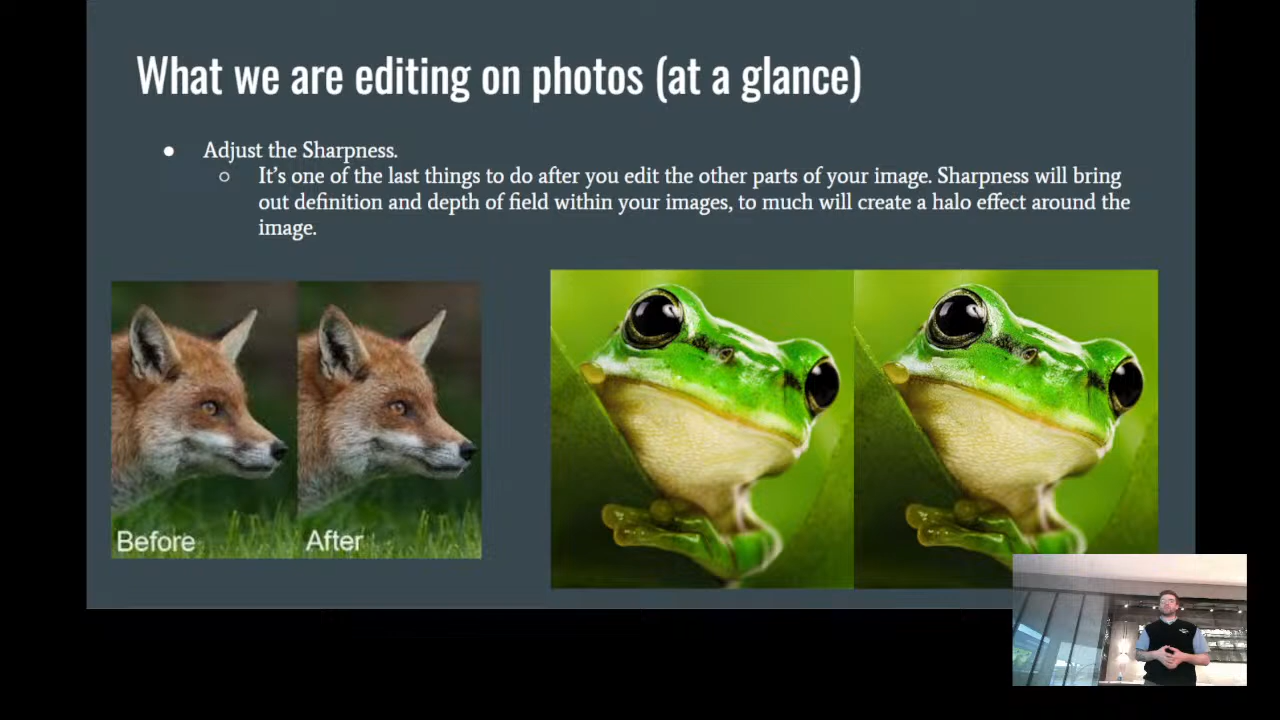 What we are editing on photos (at a glance)
● Adjust the Sharpness.
○ It's one of the last things to do after you edit the other parts of your image. Sharpness will bring
out definition and depth of field within your images, to much will create a halo effect around the
image.
Before
After